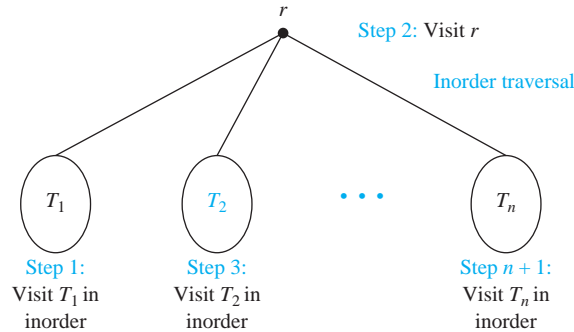 r
Step 2: Visit r
Inorder traversal
T1
T2
• • •
Tn
Step 1:
Visit T1 in
inorder
Step 3:
Visit T2 in
inorder
Step n + 1:
Visit Tn in
inorder